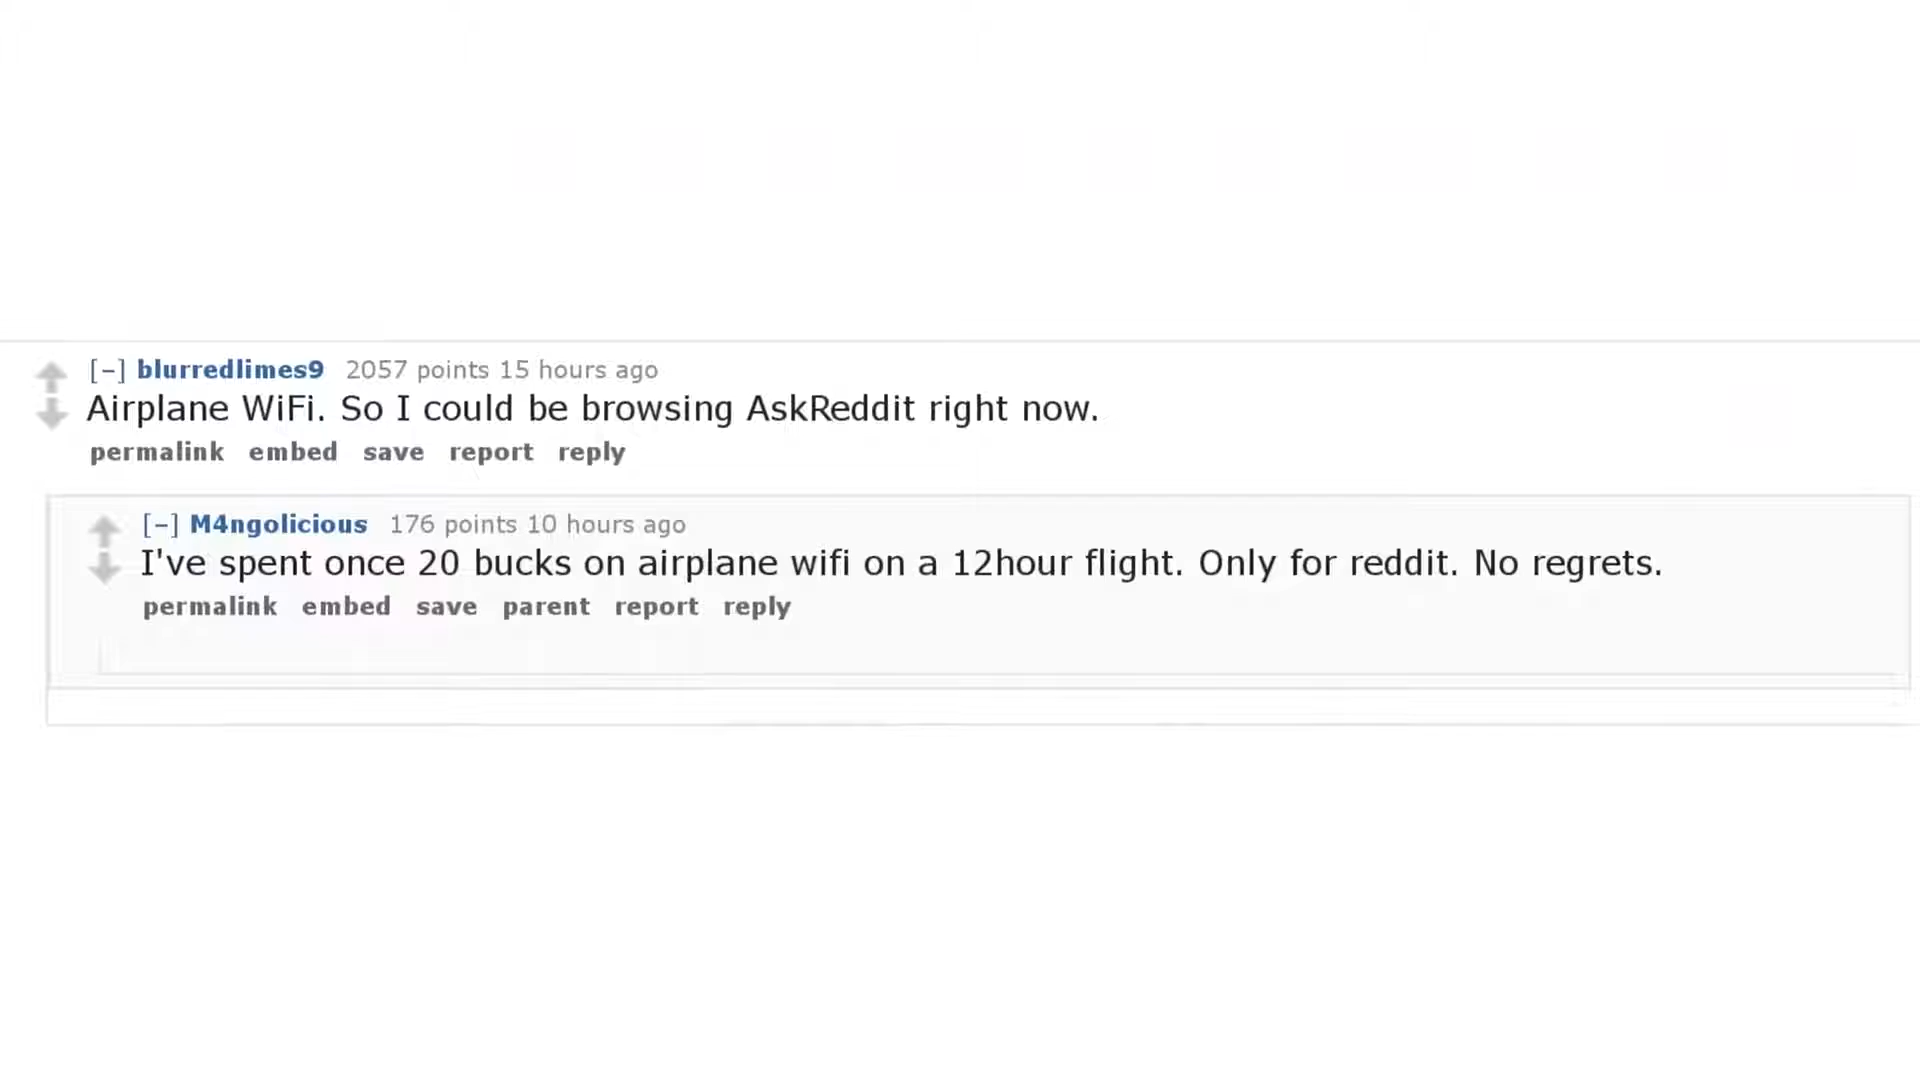 [–] blurredlimes9 2057 points 15 hours ago
Airplane WiFi. So I could be browsing AskReddit right now.
permalink embed save report reply
[–] M4ngolicious 176 points 10 hours ago
I've spent once 20 bucks on airplane wifi on a 12hour flight. Only for reddit. No regrets.
permalink embed save parent report reply